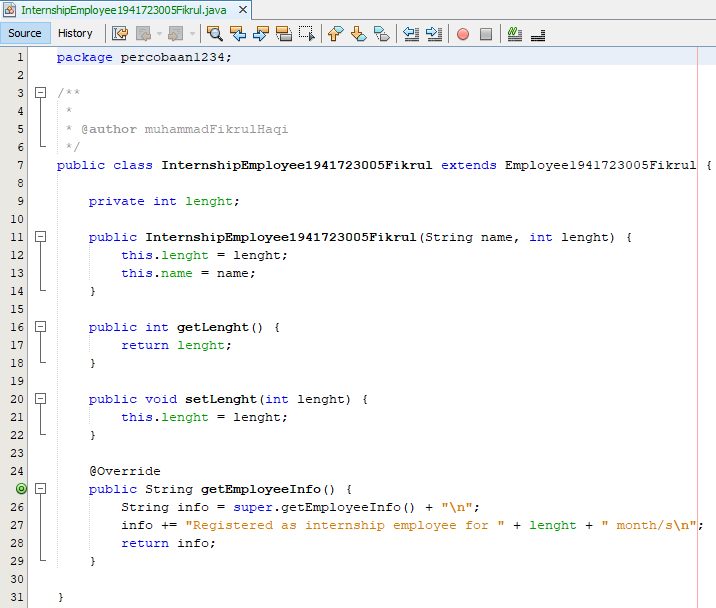 InternshipEmployee1941723005Fikrul.java
Source History
1 package percobaan1234;
2
3 /**
4  *
5  * @author muhammadFikrulHaqi
6  */
7 public class InternshipEmployee1941723005Fikrul extends Employee1941723005Fikrul {
8
9     private int lenght;
10
11     public InternshipEmployee1941723005Fikrul(String name, int lenght) {
12         this.lenght = lenght;
13         this.name = name;
14     }
15
16     public int getLenght() {
17         return lenght;
18     }
19
20     public void setLenght(int lenght) {
21         this.lenght = lenght;
22     }
23
24     @Override
    public String getEmployeeInfo() {
26         String info = super.getEmployeeInfo() + "\n";
27         info += "Registered as internship employee for " + lenght + " month/s\n";
28         return info;
29     }
30
31 }